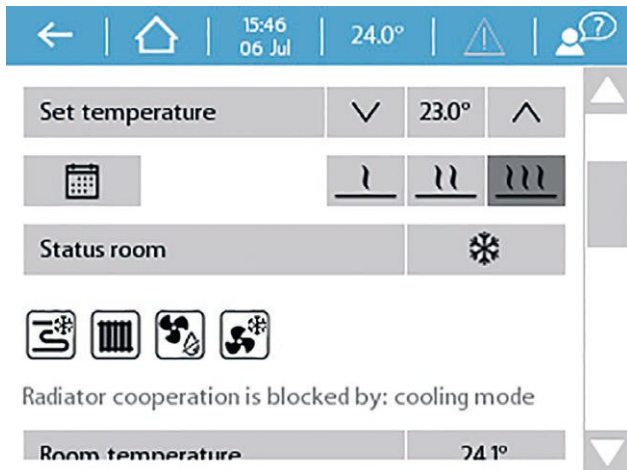 15:46
06 Jul
24.0°
?
Set temperature
23.0°
Status room
Radiator cooperation is blocked by: cooling mode
Room temperature
24.1°